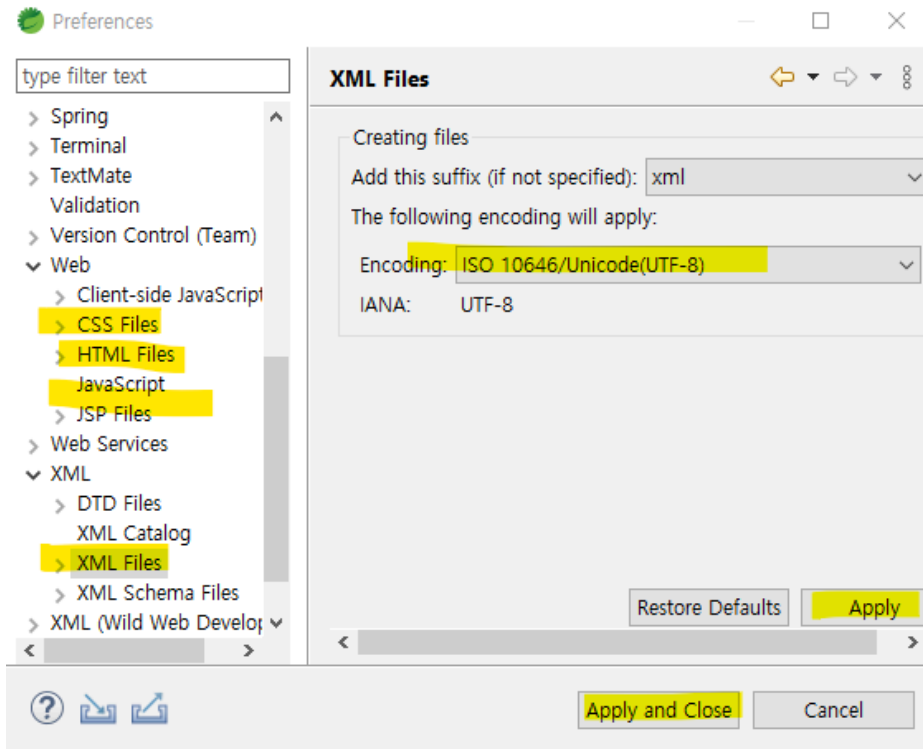 Preferences
type filter text
Spring
Terminal
TextMate
Validation
Version Control (Team)
Web
Client-side JavaScript
CSS Files
HTML Files
JavaScript
JSP Files
Web Services
XML
DTD Files
XML Catalog
XML Files
XML Schema Files
XML (Wild Web Develop
XML Files
Creating files
Add this suffix (if not specified): xml
The following encoding will apply:
Encoding: ISO 10646/Unicode(UTF-8)
IANA: UTF-8
Restore Defaults Apply
Apply and Close Cancel